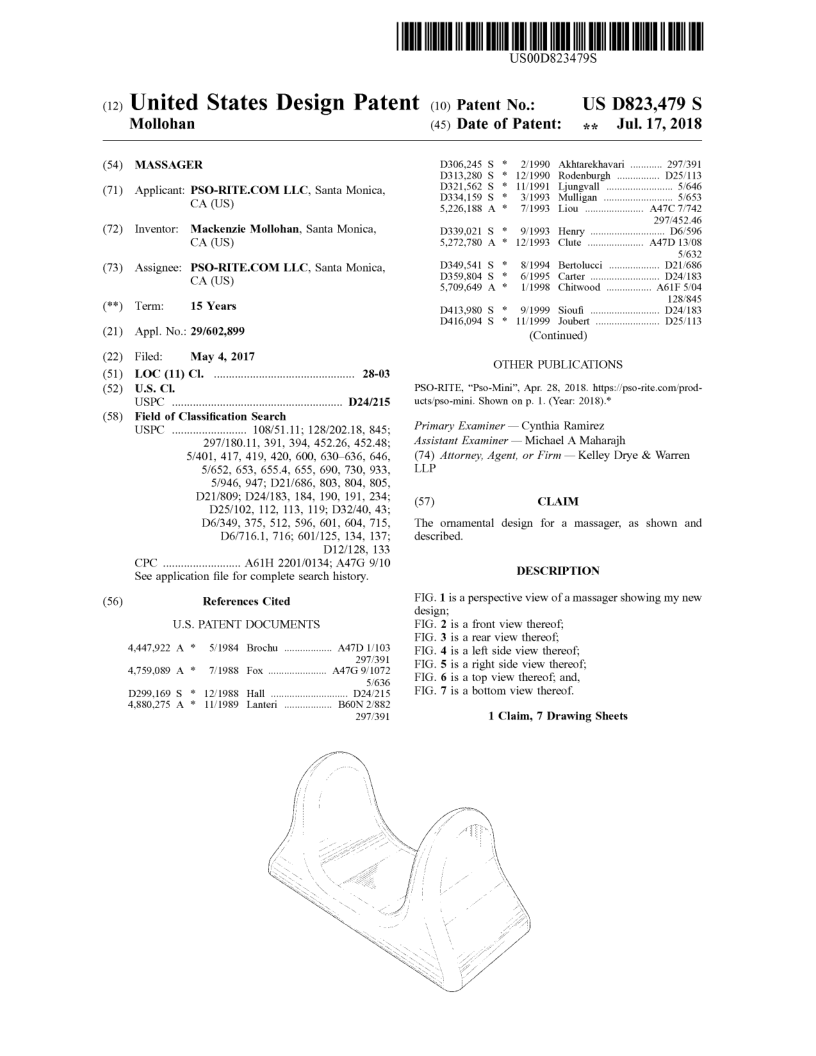 US00D823479S
(12) United States Design Patent
Mollohan
(10) Patent No.: US D823,479 S
(45) Date of Patent: ** Jul. 17, 2018
(54) MASSAGER
(71) Applicant: PSO-RITE.COM LLC, Santa Monica,
CA (US)
(72) Inventor: Mackenzie Mollohan, Santa Monica,
CA (US)
(73) Assignee: PSO-RITE.COM LLC, Santa Monica,
CA (US)
(**) Term: 15 Years
(21) Appl. No.: 29/602,899
(22) Filed: May 4, 2017
(51) LOC (11) Cl. ................................................ 28-03
(52) U.S. Cl.
USPC ......................................................... D24/215
(58) Field of Classification Search
USPC ......................... 108/51.11; 128/202.18, 845;
297/180.11, 391, 394, 452.26, 452.48;
5/401, 417, 419, 420, 600, 630–636, 646,
5/652, 653, 655.4, 655, 690, 730, 933,
5/946, 947; D21/686, 803, 804, 805,
D21/809; D24/183, 184, 190, 191, 234;
D25/102, 112, 113, 119; D32/40, 43;
D6/349, 375, 512, 596, 601, 604, 715,
D6/716.1, 716; 601/125, 134, 137;
D12/128, 133
CPC .......................... A61H 2201/0134; A47G 9/10
See application file for complete search history.
(56) References Cited
U.S. PATENT DOCUMENTS
4,447,922 A * 5/1984 Brochu .................. A47D 1/103
297/391
4,759,089 A * 7/1988 Fox ...................... A47G 9/1072
5/636
D299,169 S * 12/1988 Hall ............................. D24/215
4,880,275 A * 11/1989 Lanteri .................. B60N 2/882
297/391
D306,245 S * 2/1990 Akhtarekhavari ............ 297/391
D313,280 S * 12/1990 Rodenburgh ................ D25/113
D321,562 S * 11/1991 Ljungvall ......................... 5/646
D334,159 S * 3/1993 Mulligan .......................... 5/653
5,226,188 A * 7/1993 Liou ...................... A47C 7/742
297/452.46
D339,021 S * 9/1993 Henry ............................ D6/596
5,272,780 A * 12/1993 Clute ..................... A47D 13/08
5/632
D349,541 S * 8/1994 Bertolucci ................... D21/686
D359,804 S * 6/1995 Carter .......................... D24/183
5,709,649 A * 1/1998 Chitwood ................. A61F 5/04
128/845
D413,980 S * 9/1999 Sioufi .......................... D24/183
D416,094 S * 11/1999 Joubert ........................ D25/113
(Continued)
OTHER PUBLICATIONS
PSO-RITE, “Pso-Mini”, Apr. 28, 2018. https://pso-rite.com/prod-
ucts/pso-mini. Shown on p. 1. (Year: 2018).*
Primary Examiner — Cynthia Ramirez
Assistant Examiner — Michael A Maharajh
(74) Attorney, Agent, or Firm — Kelley Drye & Warren
LLP
(57) CLAIM
The ornamental design for a massager, as shown and
described.
DESCRIPTION
FIG. 1 is a perspective view of a massager showing my new
design;
FIG. 2 is a front view thereof;
FIG. 3 is a rear view thereof;
FIG. 4 is a left side view thereof;
FIG. 5 is a right side view thereof;
FIG. 6 is a top view thereof; and,
FIG. 7 is a bottom view thereof.
1 Claim, 7 Drawing Sheets